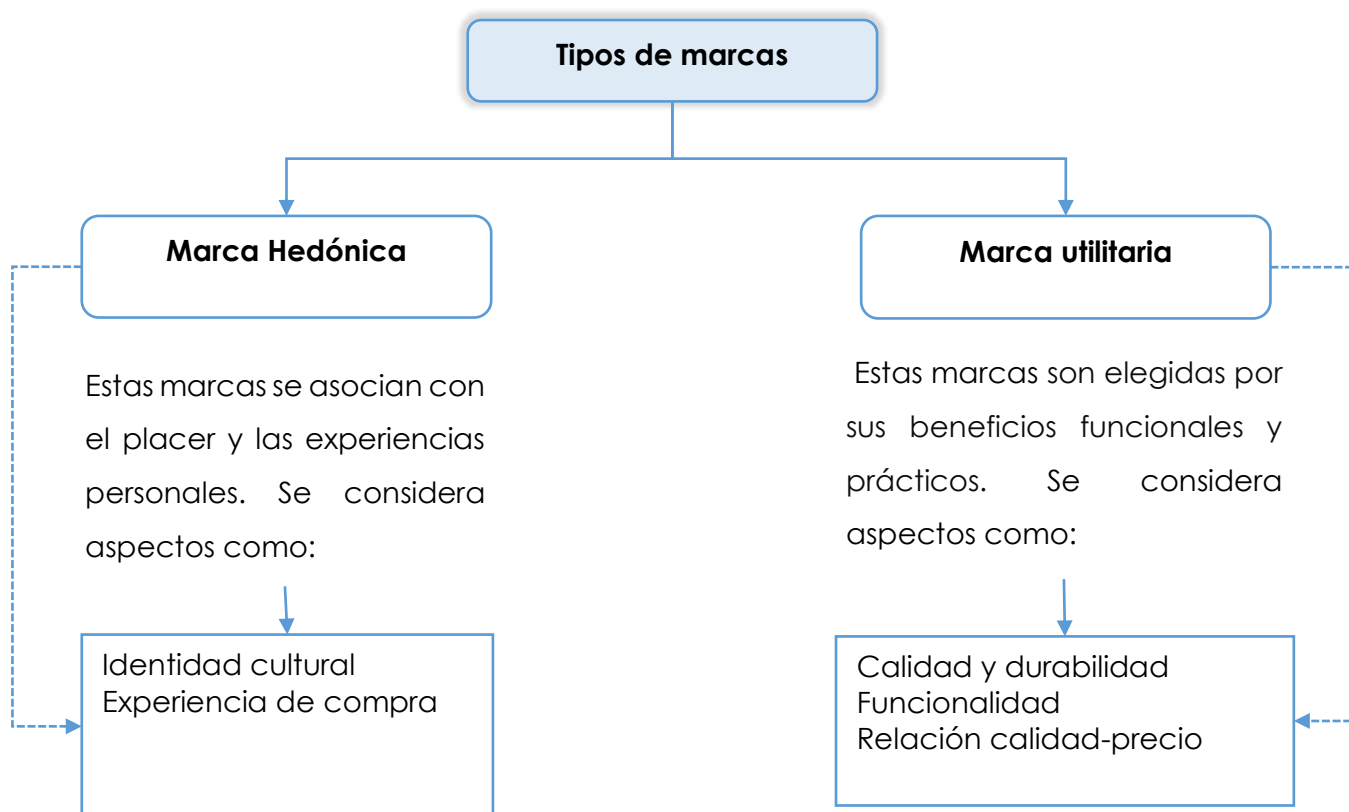 Tipos de marcas
Marca Hedónica
Estas marcas se asocian con
el placer y las experiencias
personales. Se considera
aspectos como:
Identidad cultural
Experiencia de compra
Marca utilitaria
Estas marcas son elegidas por
sus beneficios funcionales y
prácticos. Se considera
aspectos como:
Calidad y durabilidad
Funcionalidad
Relación calidad-precio